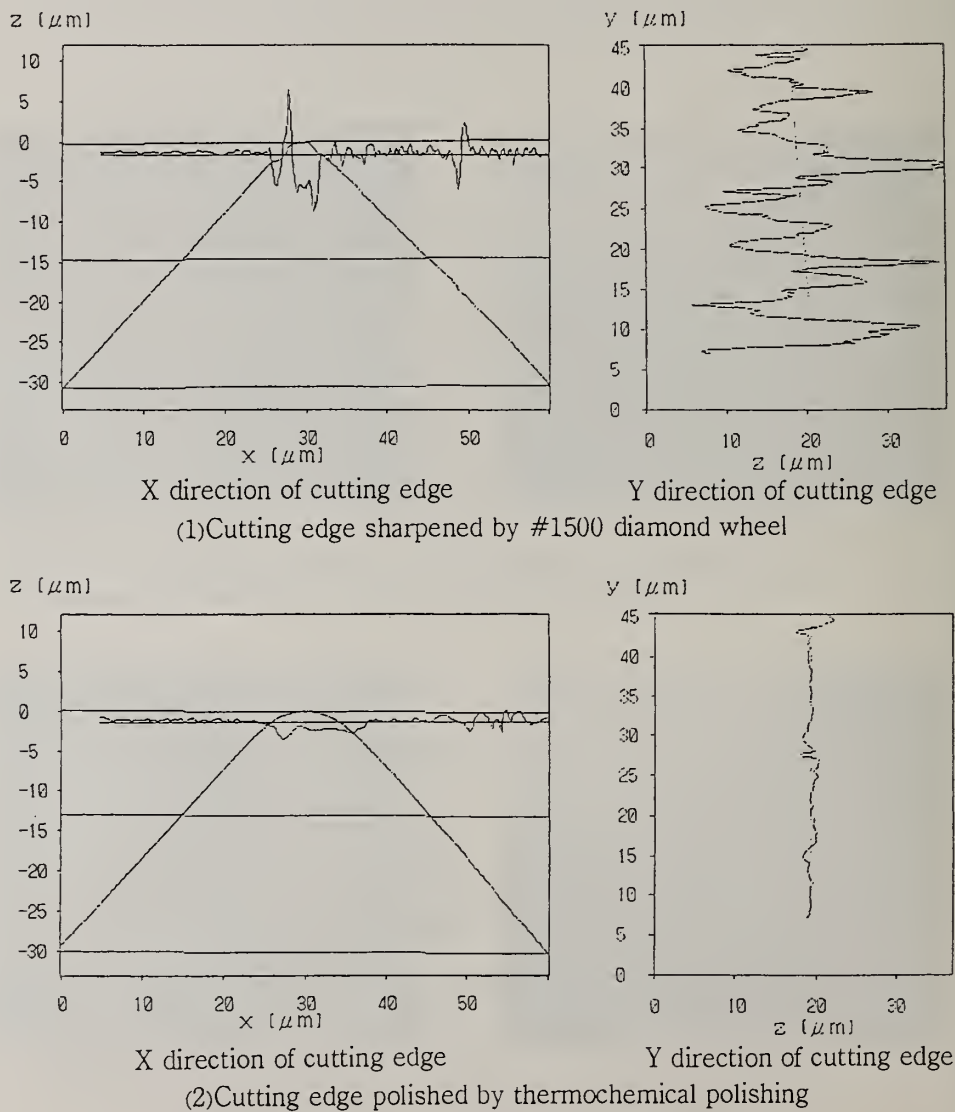 z [μm]
10
5
0
-5
-10
-15
-20
-25
-30
0 10 20 30 40 50
x [μm]
X direction of cutting edge
y [μm]
45
40
35
30
25
20
15
10
5
0
0 10 20 30
z [μm]
Y direction of cutting edge
(1)Cutting edge sharpened by #1500 diamond wheel
z [μm]
10
5
0
-5
-10
-15
-20
-25
-30
0 10 20 30 40 50
x [μm]
X direction of cutting edge
y [μm]
45
40
35
30
25
20
15
10
5
0
0 10 20 30
z [μm]
Y direction of cutting edge
(2)Cutting edge polished by thermochemical polishing